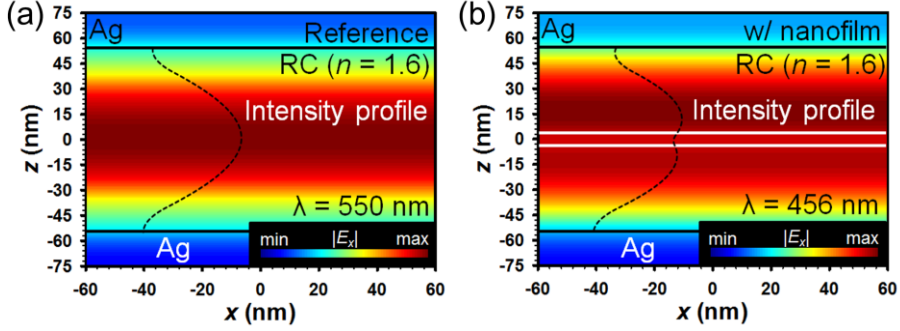 (a)
75
60
45
30
15
0
-15
-30
-45
-60
-75
z (nm)
Ag
Reference
RC (n = 1.6)
Intensity profile
λ = 550 nm
Ag
min |Eₓ| max
-60 -40 -20 0 20 40 60
x (nm)
(b)
75
60
45
30
15
0
-15
-30
-45
-60
-75
z (nm)
Ag
w/ nanofilm
RC (n = 1.6)
Intensity profile
λ = 456 nm
Ag
min |Eₓ| max
-60 -40 -20 0 20 40 60
x (nm)